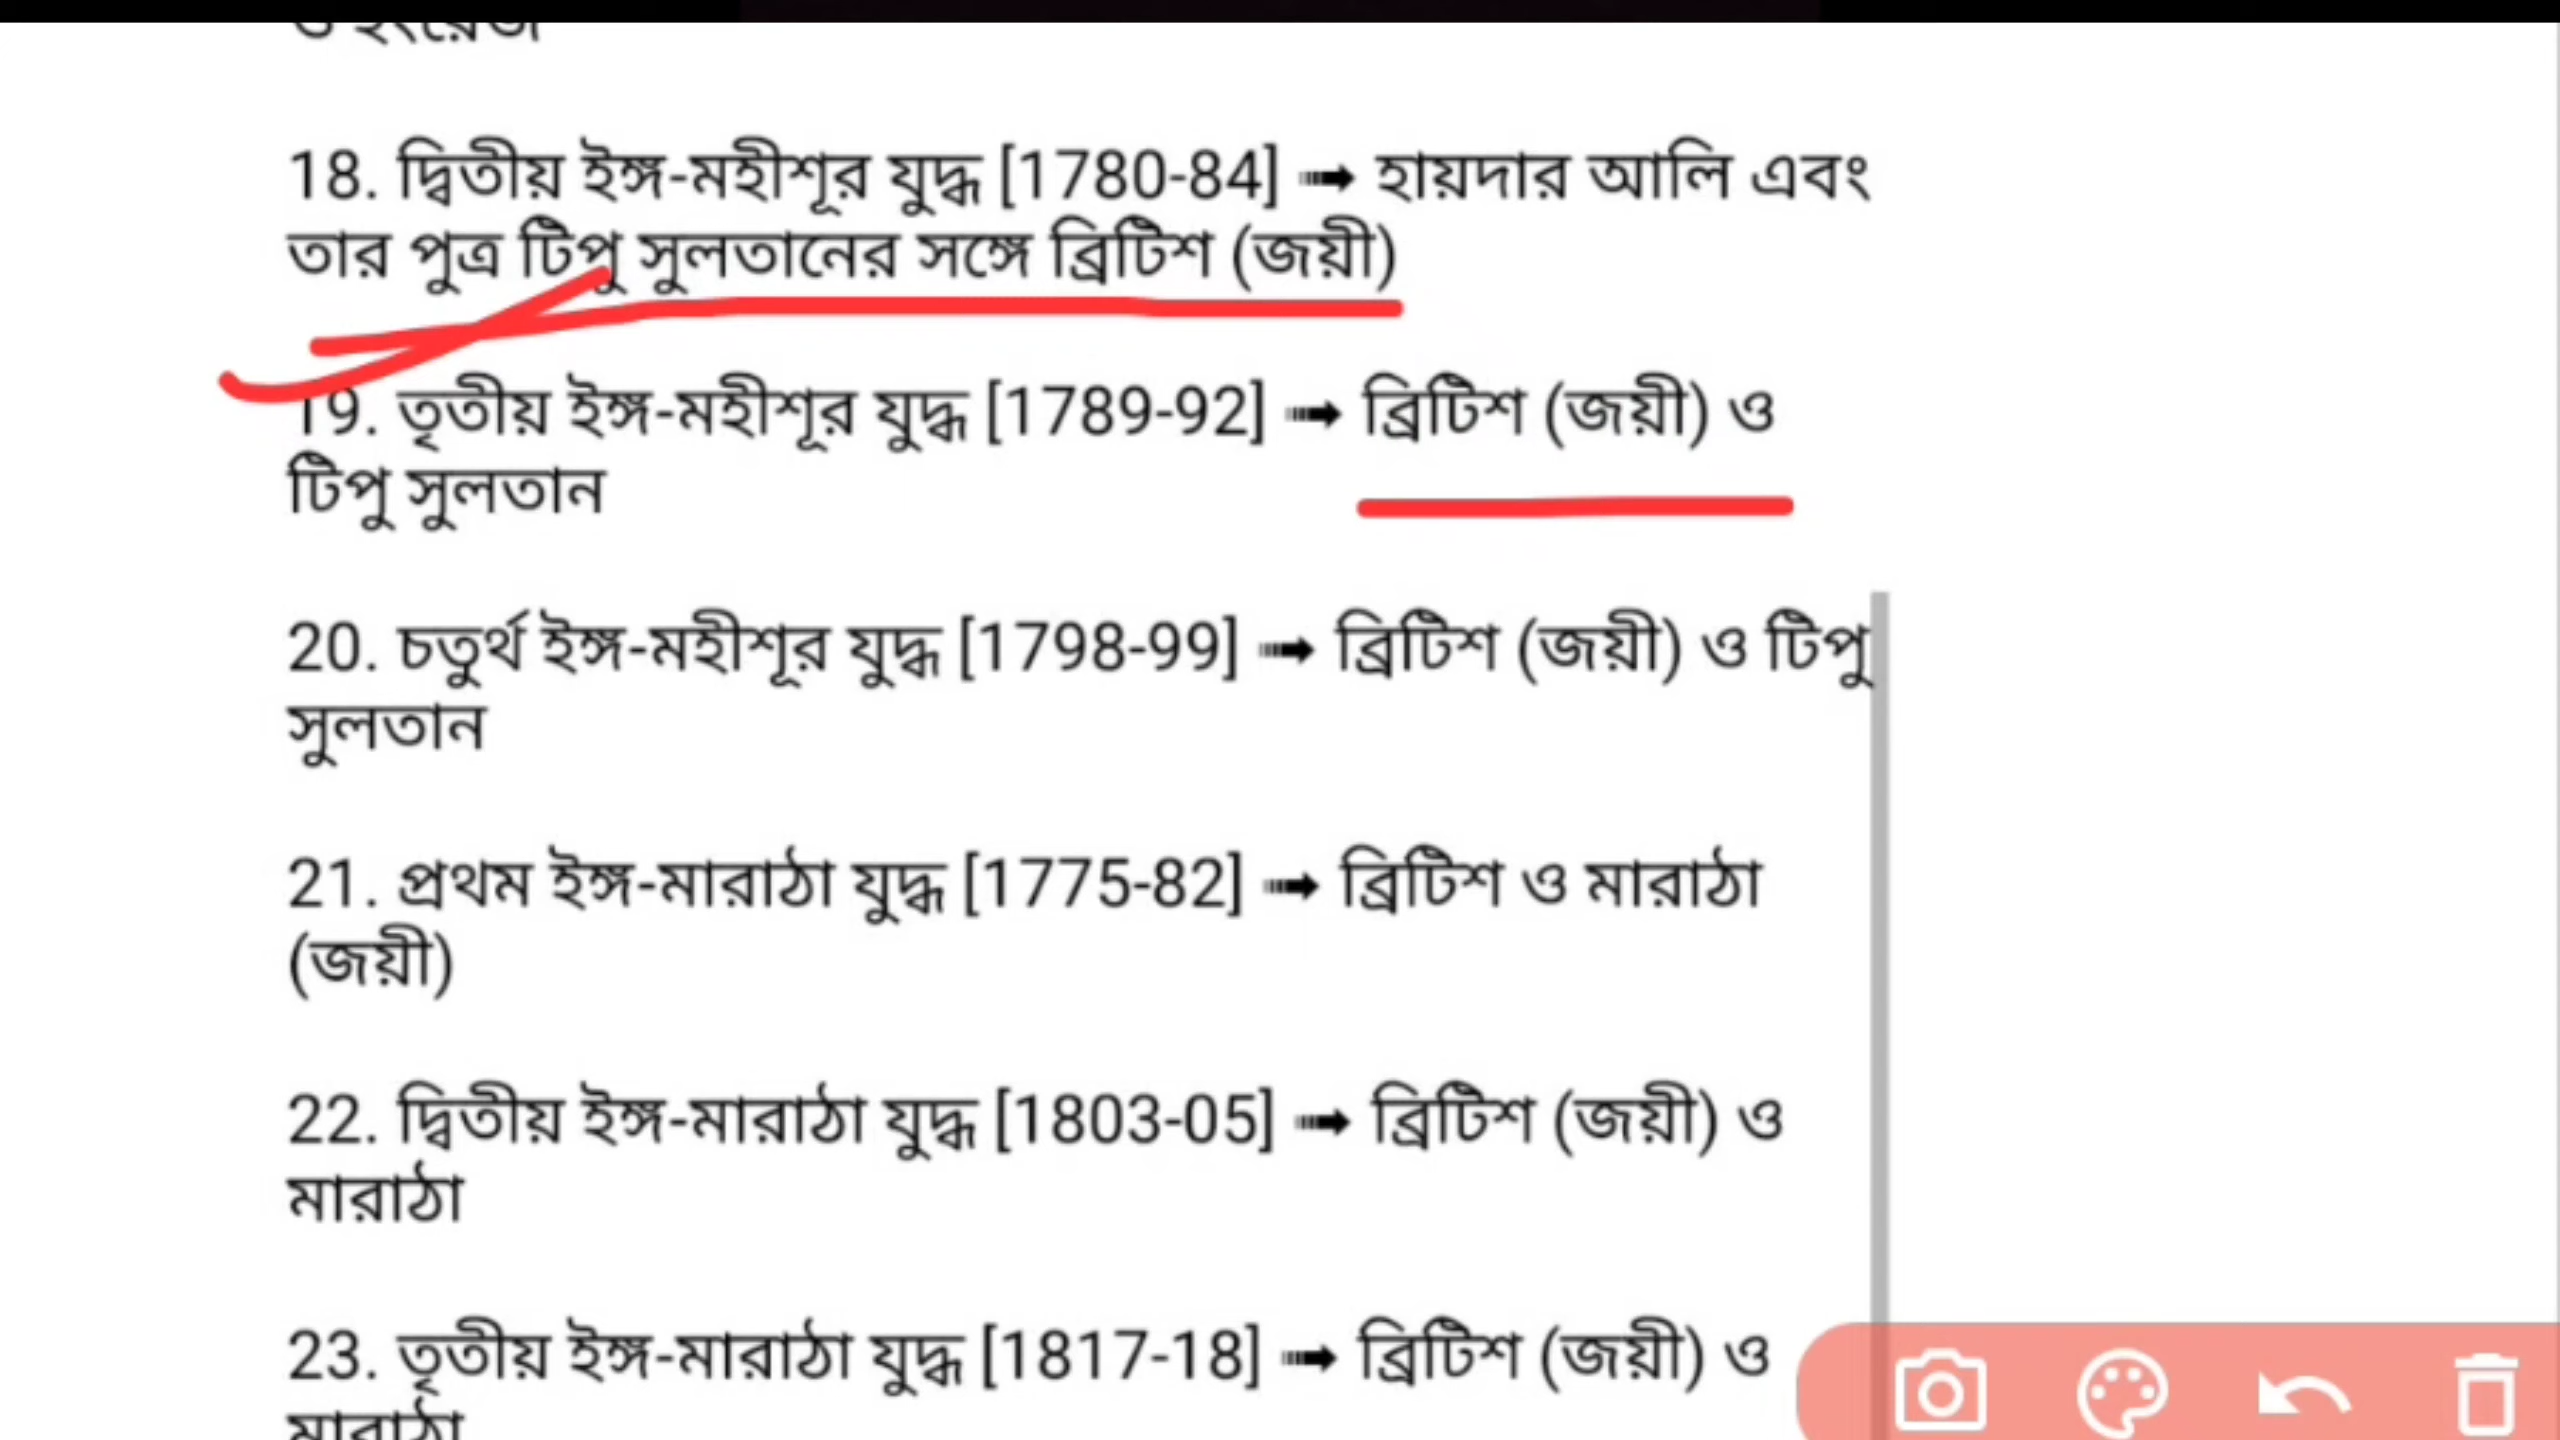 ও ইংরেজ
18. দ্বিতীয় ইঙ্গ-মহীশূর যুদ্ধ [1780-84] ➟ হায়দার আলি এবং
তার পুত্র টিপু সুলতানের সঙ্গে ব্রিটিশ (জয়ী)
19. তৃতীয় ইঙ্গ-মহীশূর যুদ্ধ [1789-92] ➟ ব্রিটিশ (জয়ী) ও
টিপু সুলতান
20. চতুর্থ ইঙ্গ-মহীশূর যুদ্ধ [1798-99] ➟ ব্রিটিশ (জয়ী) ও টিপু
সুলতান
21. প্রথম ইঙ্গ-মারাঠা যুদ্ধ [1775-82] ➟ ব্রিটিশ ও মারাঠা
(জয়ী)
22. দ্বিতীয় ইঙ্গ-মারাঠা যুদ্ধ [1803-05] ➟ ব্রিটিশ (জয়ী) ও
মারাঠা
23. তৃতীয় ইঙ্গ-মারাঠা যুদ্ধ [1817-18] ➟ ব্রিটিশ (জয়ী) ও
মারাঠা